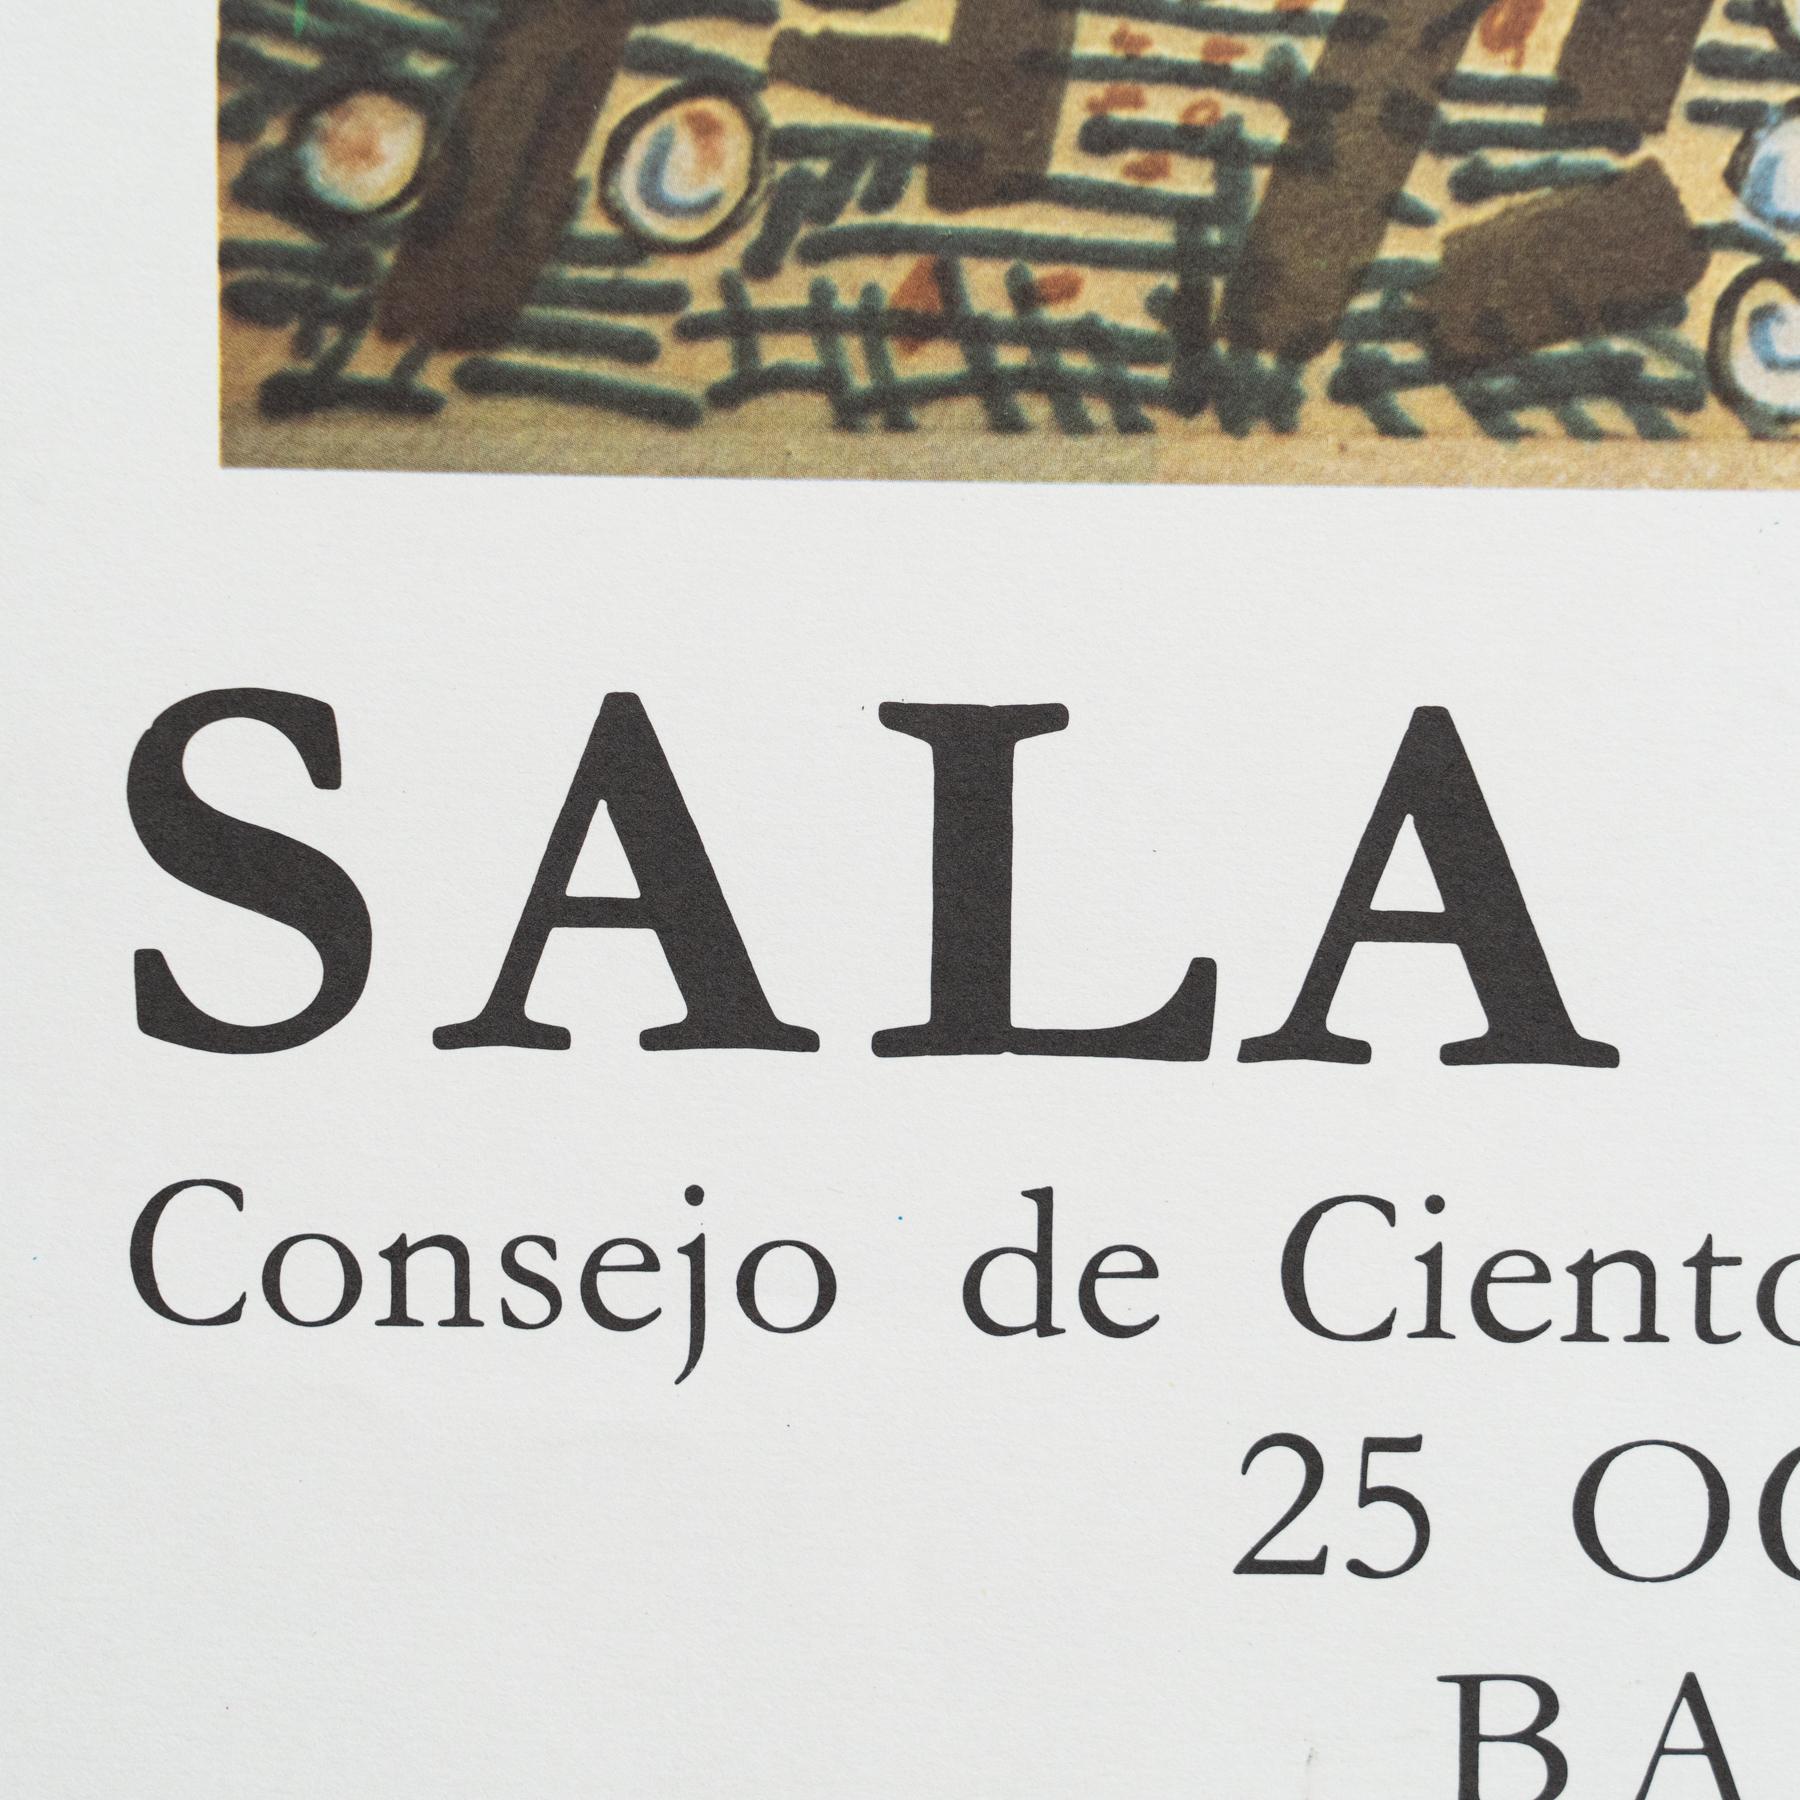 SALA
Consejo de Ciento
25 OC
BA